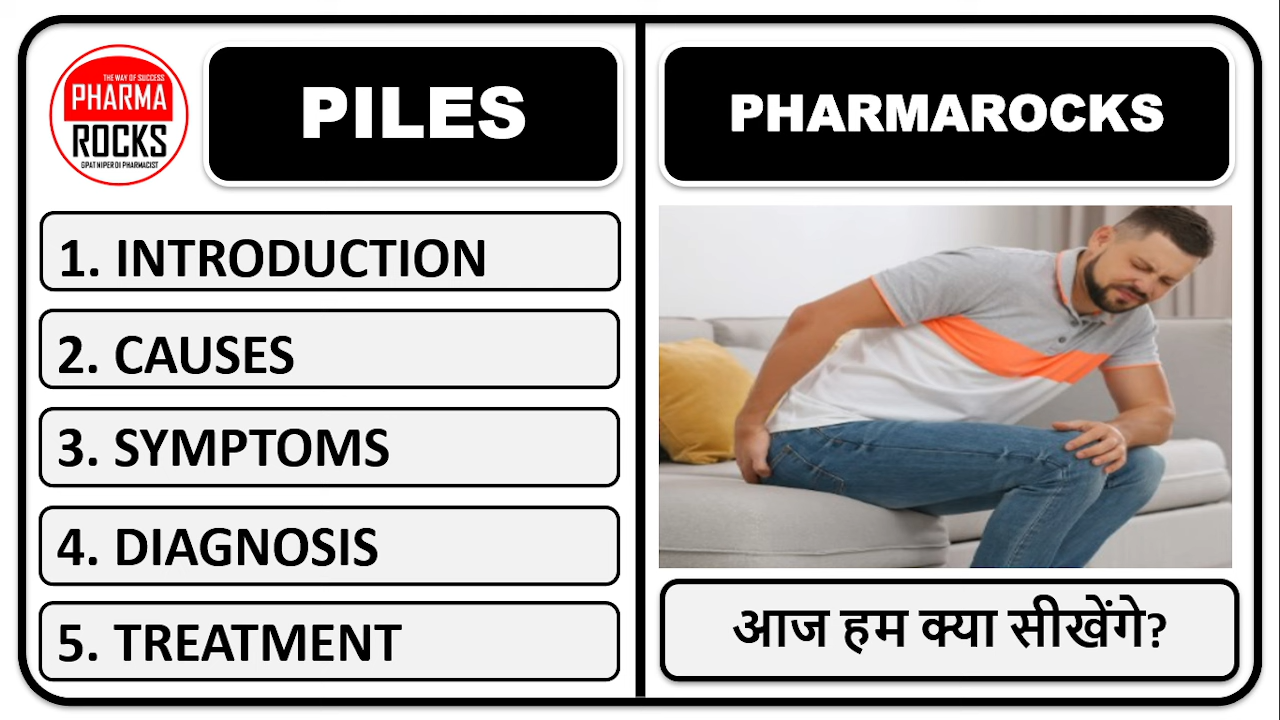 THE WAY OF SUCCESS
PHARMA
ROCKS
GPAT NIPER DI PHARMACIST
PILES
1. INTRODUCTION
2. CAUSES
3. SYMPTOMS
4. DIAGNOSIS
5. TREATMENT
PHARMAROCKS
आज हम क्या सीखेंगे?